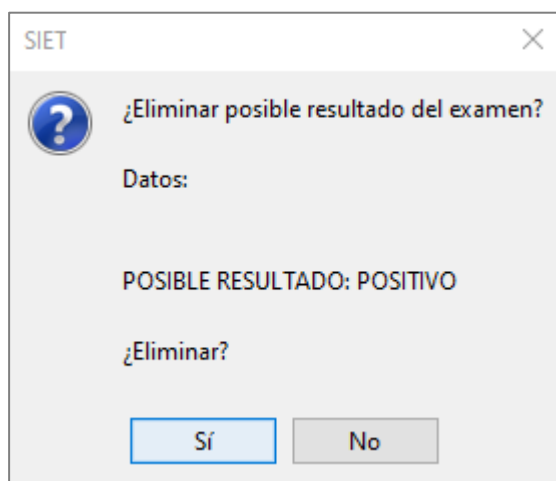 SIET
¿Eliminar posible resultado del examen?
Datos:
POSIBLE RESULTADO: POSITIVO
¿Eliminar?
Sí
No